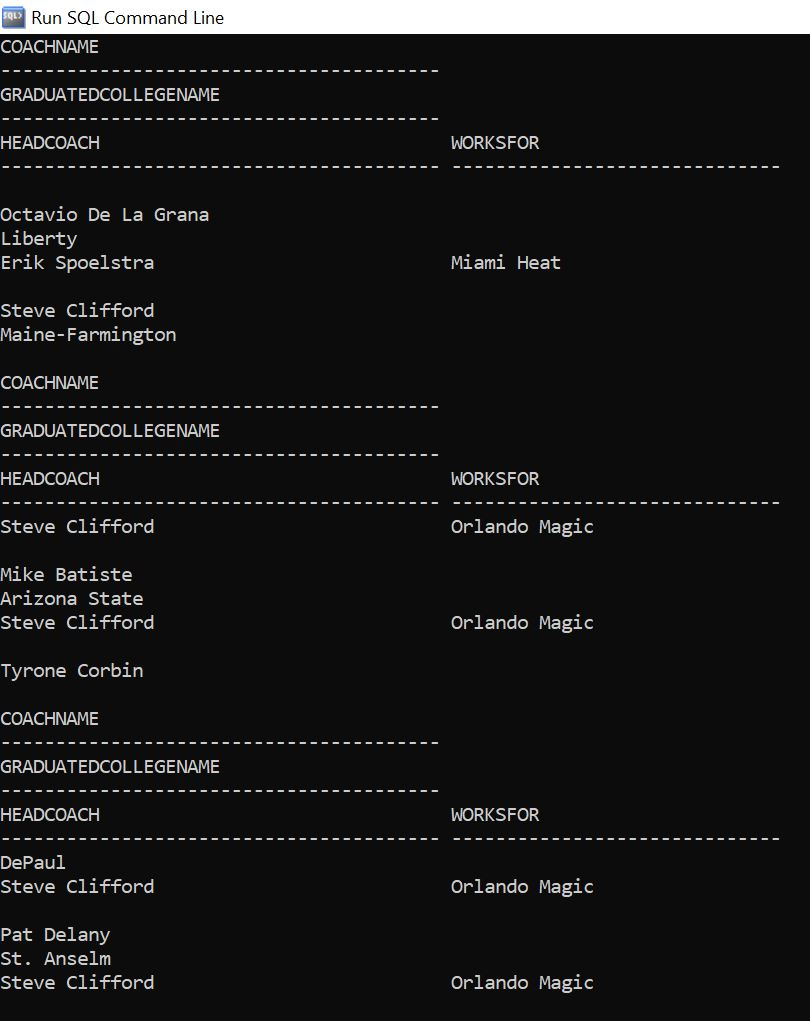 SQL>
Run SQL Command Line
COACHNAME
----------------------------------------
GRADUATEDCOLLEGENAME
----------------------------------------
HEADCOACH                                WORKSFOR
---------------------------------------- ------------------------------
Octavio De La Grana
Liberty
Erik Spoelstra                           Miami Heat
Steve Clifford
Maine-Farmington
COACHNAME
----------------------------------------
GRADUATEDCOLLEGENAME
----------------------------------------
HEADCOACH                                WORKSFOR
---------------------------------------- ------------------------------
Steve Clifford                           Orlando Magic
Mike Batiste
Arizona State
Steve Clifford                           Orlando Magic
Tyrone Corbin
COACHNAME
----------------------------------------
GRADUATEDCOLLEGENAME
----------------------------------------
HEADCOACH                                WORKSFOR
---------------------------------------- ------------------------------
DePaul
Steve Clifford                           Orlando Magic
Pat Delany
St. Anselm
Steve Clifford                           Orlando Magic